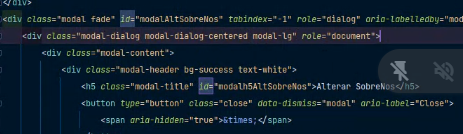 </div>
<div class="modal fade" id="modalAltSobreNos" tabindex="-1" role="dialog" aria-labelledby="mod
<div class="modal-dialog modal-dialog-centered modal-lg" role="document">
<div class="modal-content">
<div class="modal-header bg-success text-white">
<h5 class="modal-title" id="modalh5AltSobreNos">Alterar SobreNos</h5>
<button type="button" class="close" data-dismiss="modal" aria-label="Close">
<span aria-hidden="true">&times;</span>